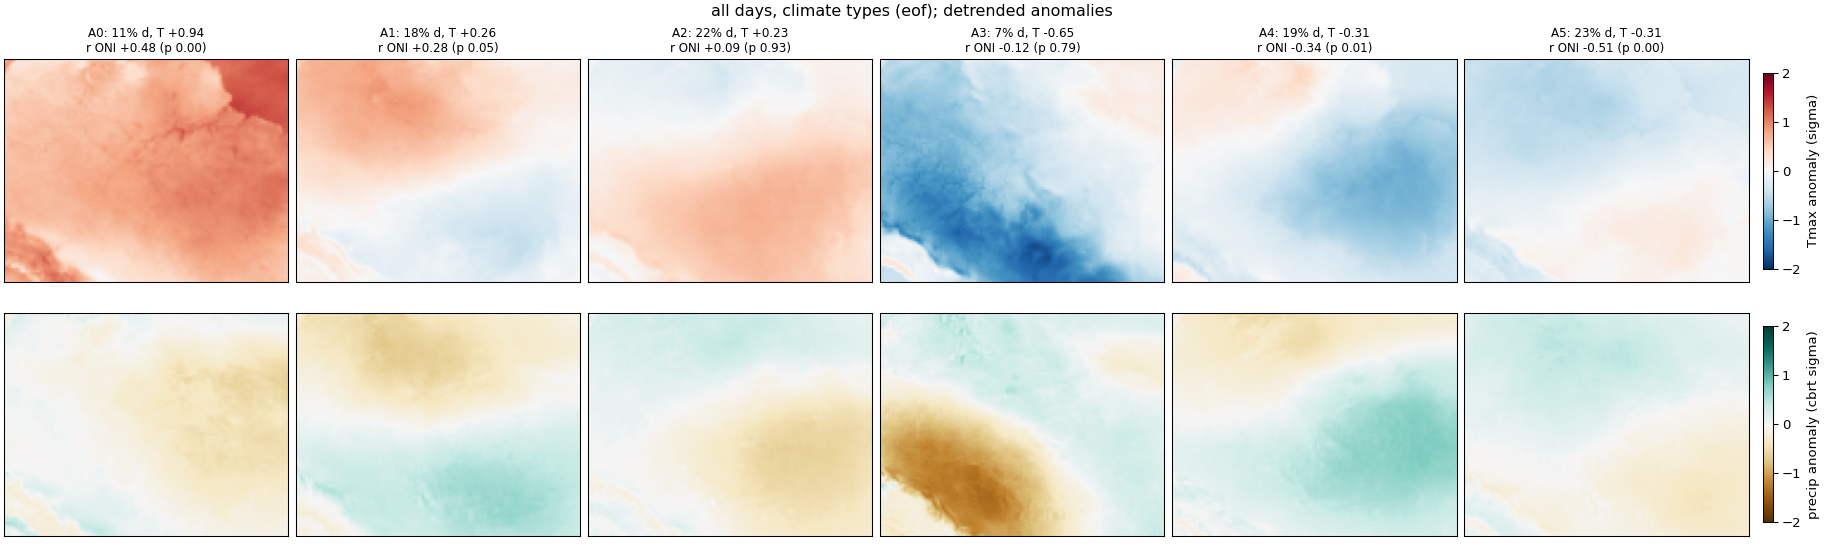 all days, climate types (eof); detrended anomalies
A0: 11% d, T +0.94
r ONI +0.48 (p 0.00)
A1: 18% d, T +0.26
r ONI +0.28 (p 0.05)
A2: 22% d, T +0.23
r ONI +0.09 (p 0.93)
A3: 7% d, T -0.65
r ONI -0.12 (p 0.79)
A4: 19% d, T -0.31
r ONI -0.34 (p 0.01)
A5: 23% d, T -0.31
r ONI -0.51 (p 0.00)
2
1
0
−1
−2
Tmax anomaly (sigma)
2
1
0
−1
−2
precip anomaly (cbrt sigma)